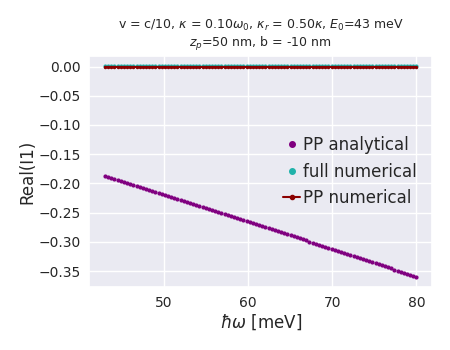 v = c/10, κ = 0.10ω₀, κᵣ = 0.50κ, E₀=43 meV
zₚ=50 nm, b = -10 nm
0.00
−0.05
−0.10
−0.15
−0.20
−0.25
−0.30
−0.35
Real(I1)
PP analytical
full numerical
PP numerical
50
60
70
80
ℏω [meV]